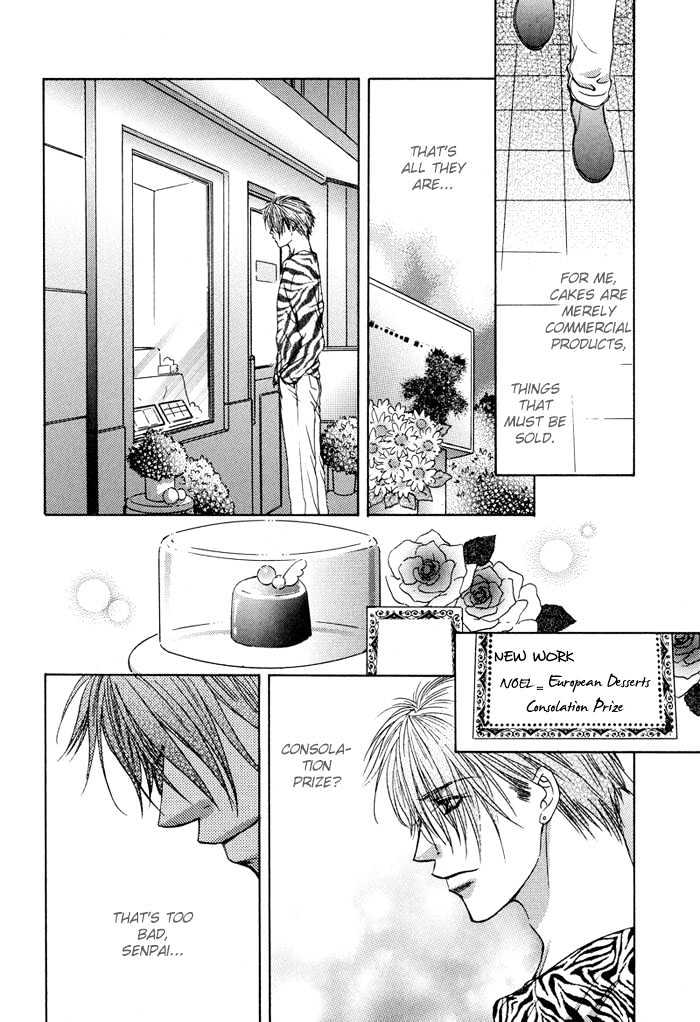 FOR ME,
CAKES ARE
MERELY
COMMERCIAL
PRODUCTS,
THINGS
THAT
MUST BE
SOLD.
THAT'S
ALL THEY
ARE...
NEW WORK
NOEL = European Desserts
Consolation Prize
CONSOLA-
TION
PRIZE?
THAT'S TOO
BAD,
SENPAI...